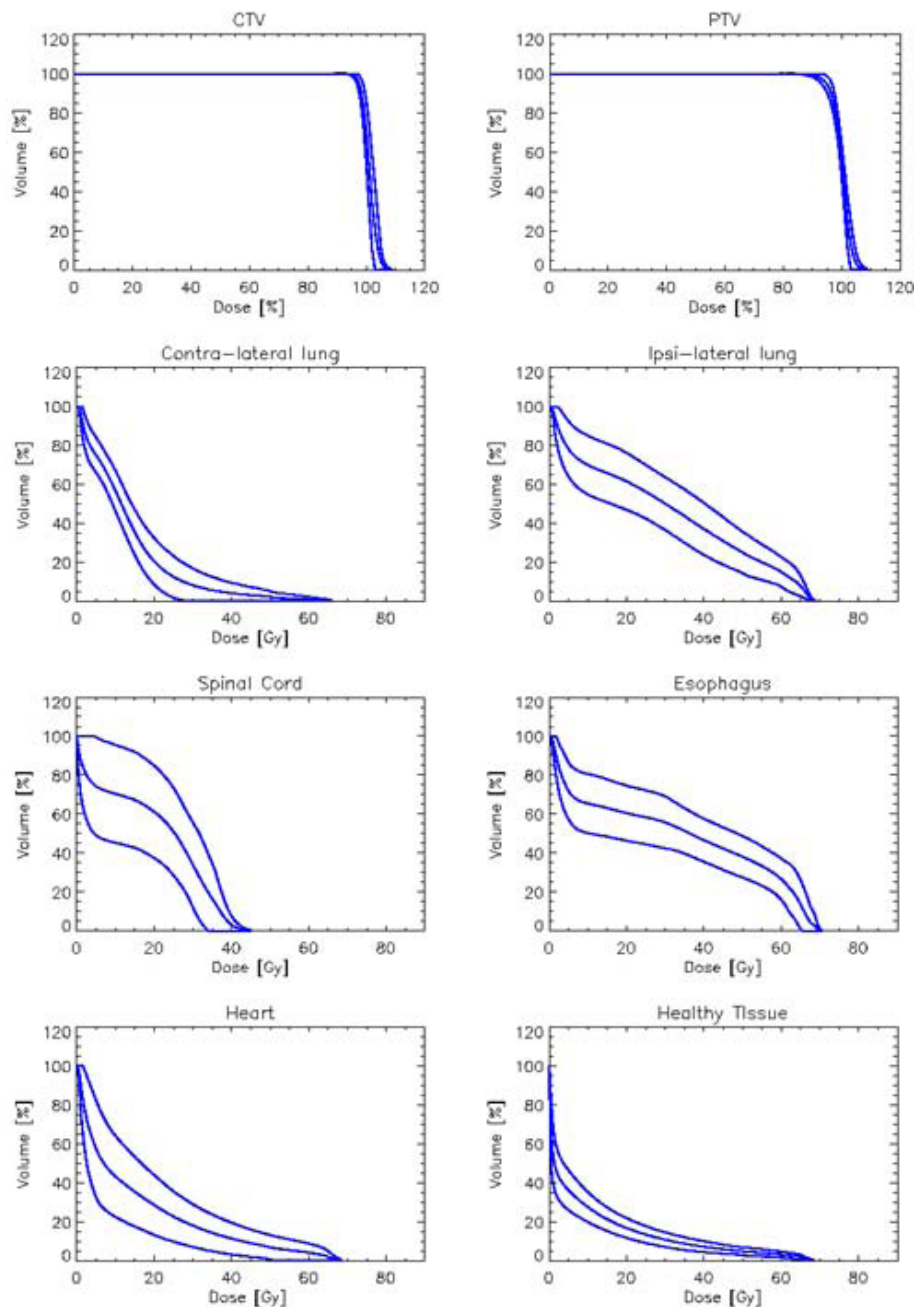 CTV
Volume [%]
120
100
80
60
40
20
0
0 20 40 60 80 100 120
Dose [%]
PTV
Volume [%]
120
100
80
60
40
20
0
0 20 40 60 80 100 120
Dose [%]
Contra-lateral lung
Volume [%]
120
100
80
60
40
20
0
0 20 40 60 80
Dose [Gy]
Ipsi-lateral lung
Volume [%]
120
100
80
60
40
20
0
0 20 40 60 80
Dose [Gy]
Spinal Cord
Volume [%]
120
100
80
60
40
20
0
0 20 40 60 80
Dose [Gy]
Esophagus
Volume [%]
120
100
80
60
40
20
0
0 20 40 60 80
Dose [Gy]
Heart
Volume [%]
120
100
80
60
40
20
0
0 20 40 60 80
Dose [Gy]
Healthy Tissue
Volume [%]
120
100
80
60
40
20
0
0 20 40 60 80
Dose [Gy]